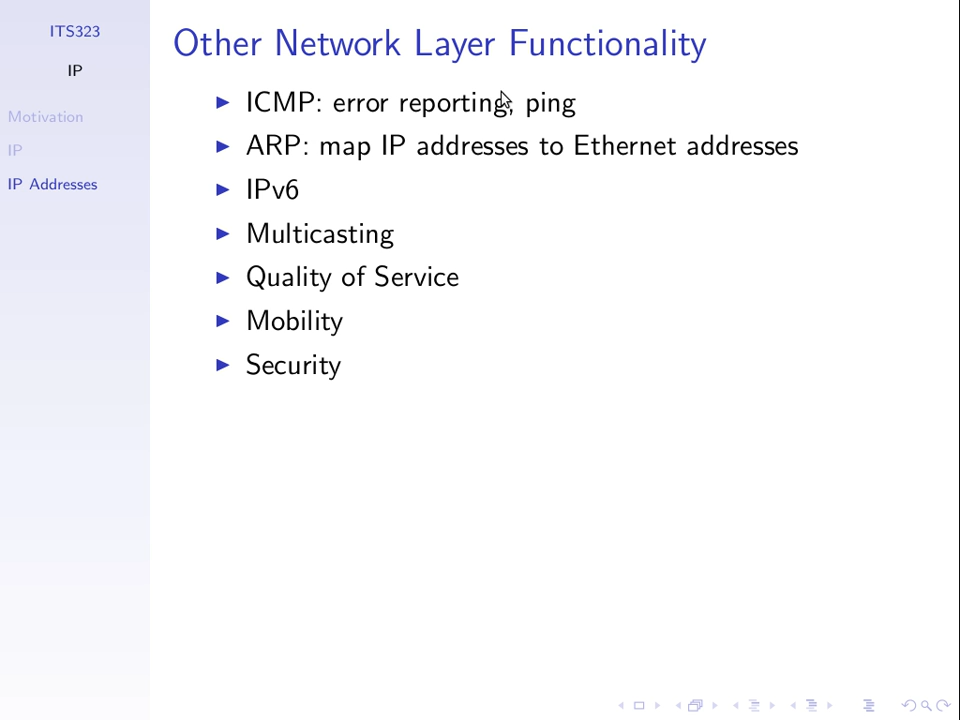 ITS323
IP
Motivation
IP
IP Addresses
Other Network Layer Functionality
ICMP: error reporting, ping
ARP: map IP addresses to Ethernet addresses
IPv6
Multicasting
Quality of Service
Mobility
Security